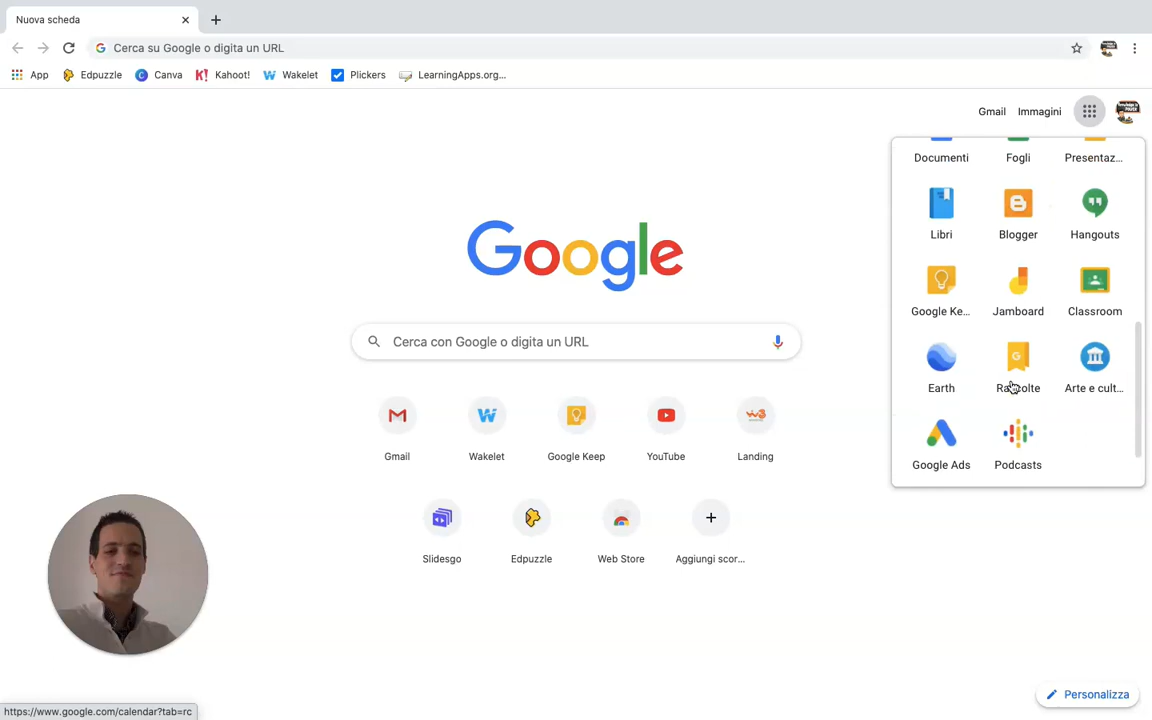 Nuova scheda
Cerca su Google o digita un URL
App Edpuzzle Canva K! Kahoot! Wakelet Plickers LearningApps.org...
Gmail Immagini
Documenti Fogli Presentaz...
Libri Blogger Hangouts
Google Ke... Jamboard Classroom
Earth Raccolte Arte e cult...
Google Ads Podcasts
Google
Cerca con Google o digita un URL
Gmail Wakelet Google Keep YouTube Landing
Slidesgo Edpuzzle Web Store Aggiungi scor...
Personalizza
https://www.google.com/calendar?tab=rc